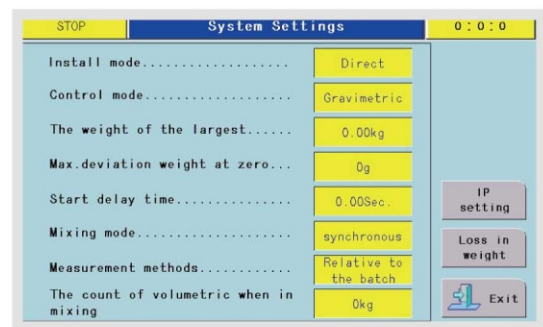 STOP System Settings 0:0:0
Install mode................... Direct
Control mode.................. Gravimetric
The weight of the largest...... 0.00kg
Max.deviation weight at zero... 0g
Start delay time.............. 0.00Sec.
Mixing mode................... synchronous
Measurement methods............ Relative to
the batch
The count of volumetric when in
mixing
0kg
IP
setting
Loss in
weight
Exit